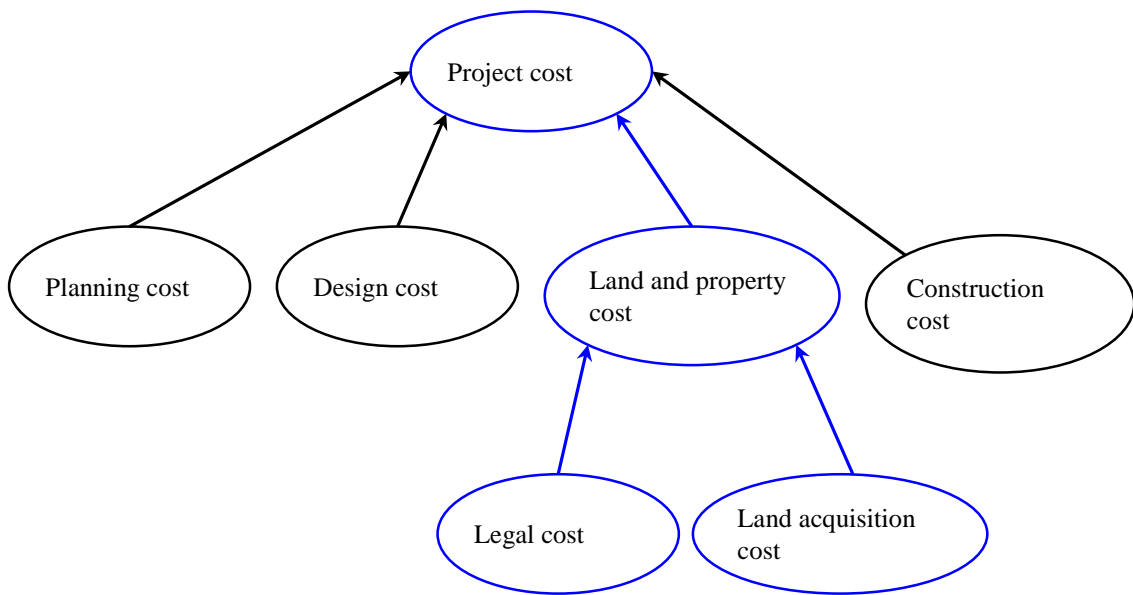 Project cost
Planning cost
Design cost
Land and property
cost
Construction
cost
Legal cost
Land acquisition
cost